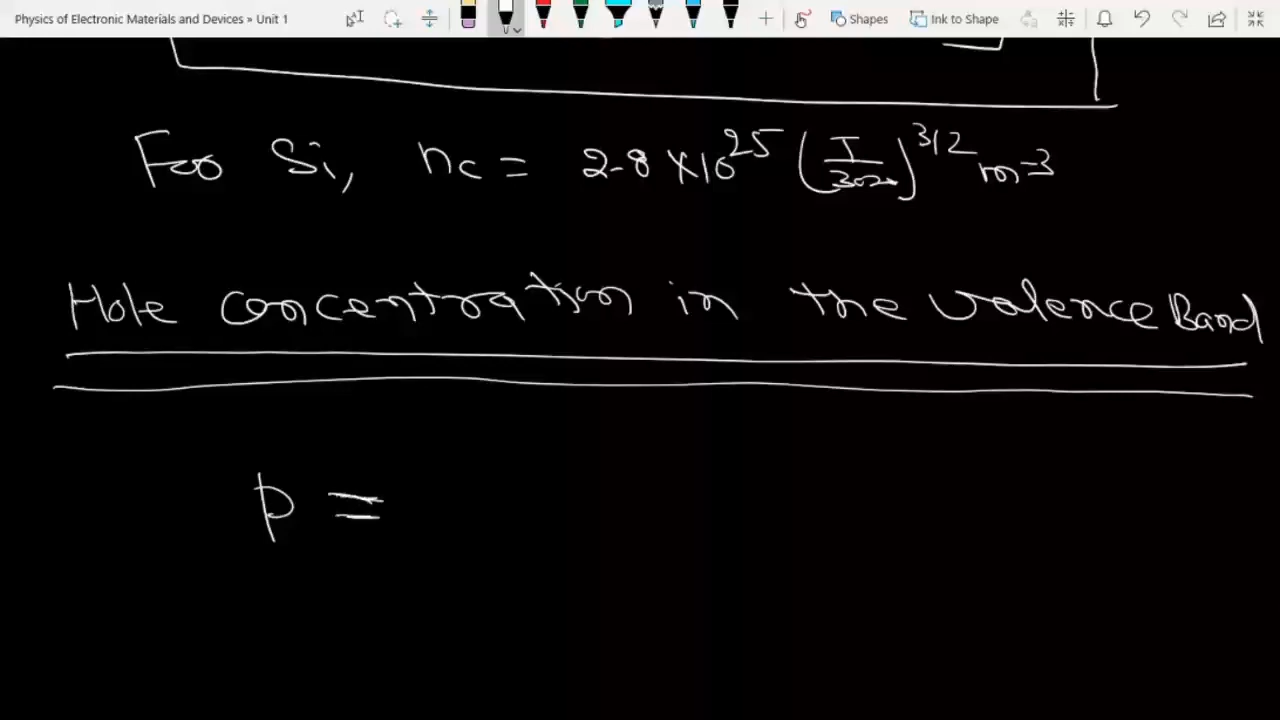 Physics of Electronic Materials and Devices » Unit 1
Shapes
Ink to Shape
For Si, nc = 2.8 × 10^25 (T/300)^3/2 m-3
Hole concentration in the valence Band
p =